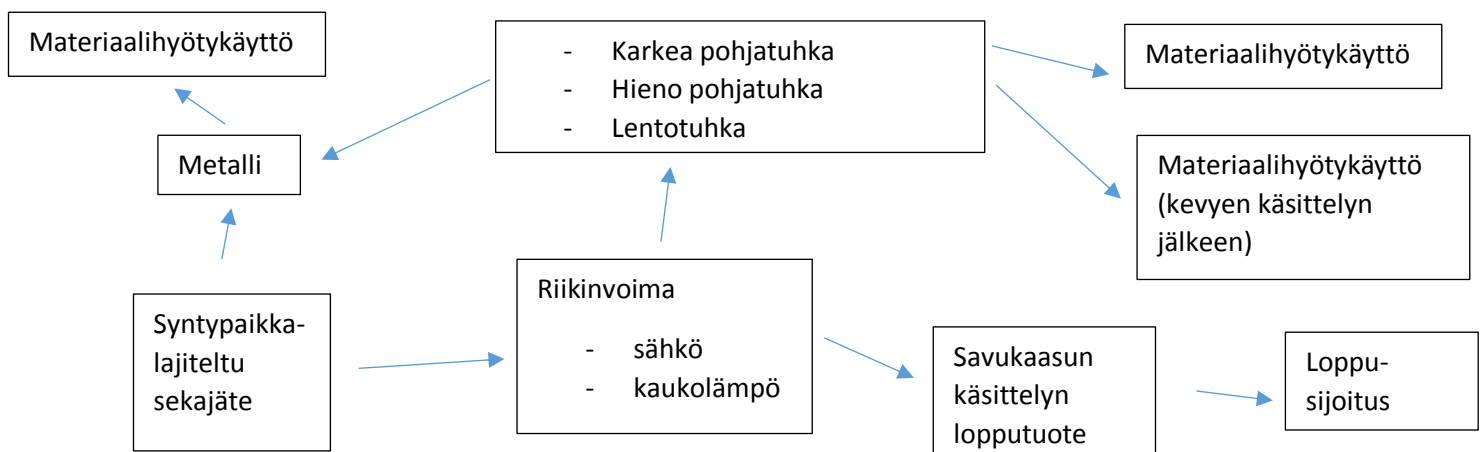 Materiaalihyötykäyttö
- Karkea pohjatuhka
- Hieno pohjatuhka
- Lentotuhka
Materiaalihyötykäyttö
Metalli
Materiaalihyötykäyttö
(kevyen käsittelyn
jälkeen)
Syntypaikka-
lajiteltu
sekajäte
Riikinvoima
- sähkö
- kaukolämpö
Savukaasun
käsittelyn
lopputuote
Loppu-
sijoitus